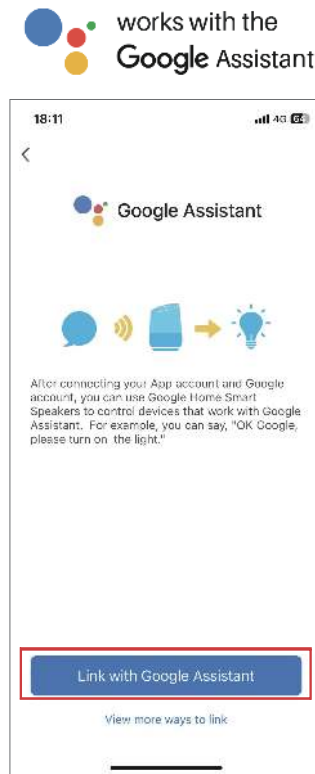 works with the
Google Assistant
18:11
4G 64
<
Google Assistant
After connecting your App account and Google
account, you can use Google Home Smart
Speakers to control devices that work with Google
Assistant. For example, you can say, "OK Google,
please turn on the light."
Link with Google Assistant
View more ways to link